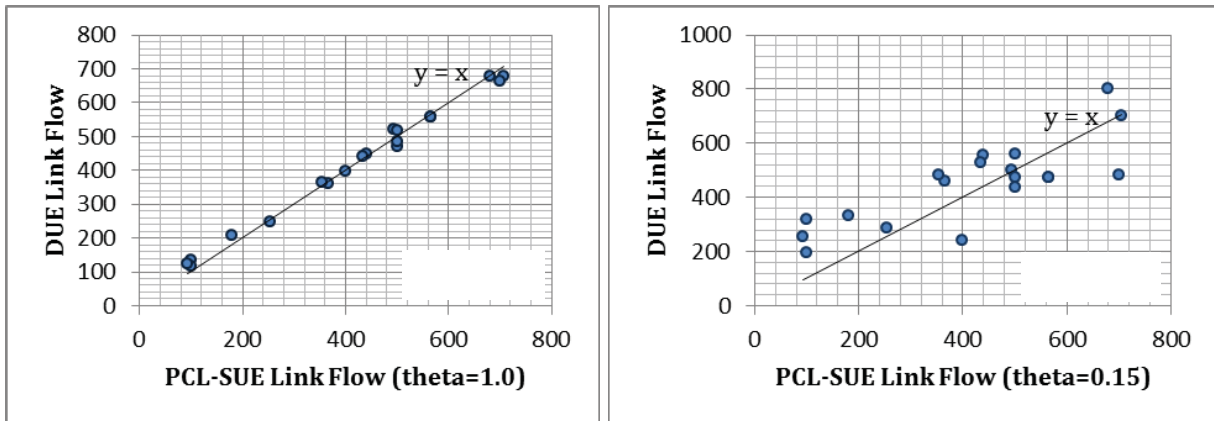 800
700
600
500
400
300
200
100
0
DUE Link Flow
y = x
0 200 400 600 800
PCL-SUE Link Flow (theta=1.0)
1000
800
600
400
200
0
DUE Link Flow
y = x
0 200 400 600 800
PCL-SUE Link Flow (theta=0.15)